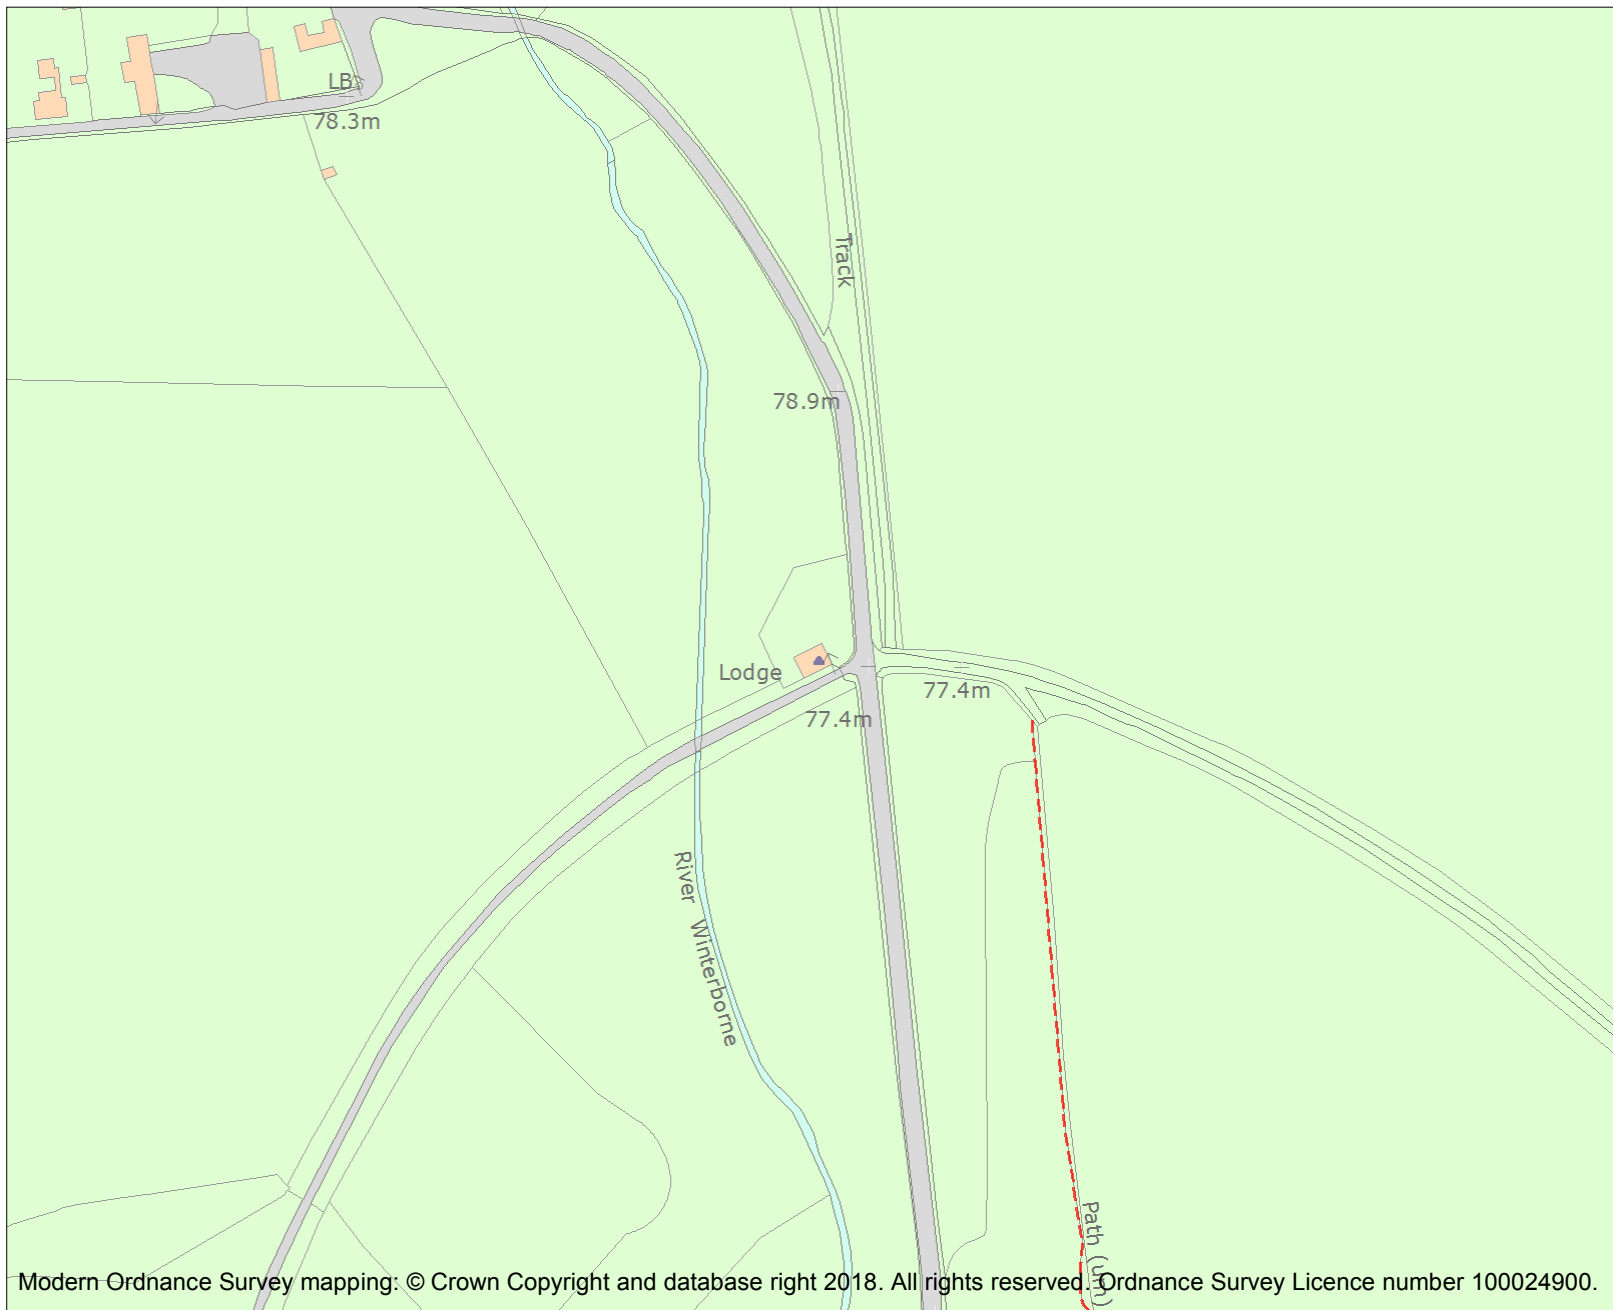 LB
78.3m
Track
78.9m
Lodge
77.4m
77.4m
River Winterborne
Path (um)
Modern Ordnance Survey mapping: © Crown Copyright and database right 2018. All rights reserved. Ordnance Survey Licence number 100024900.